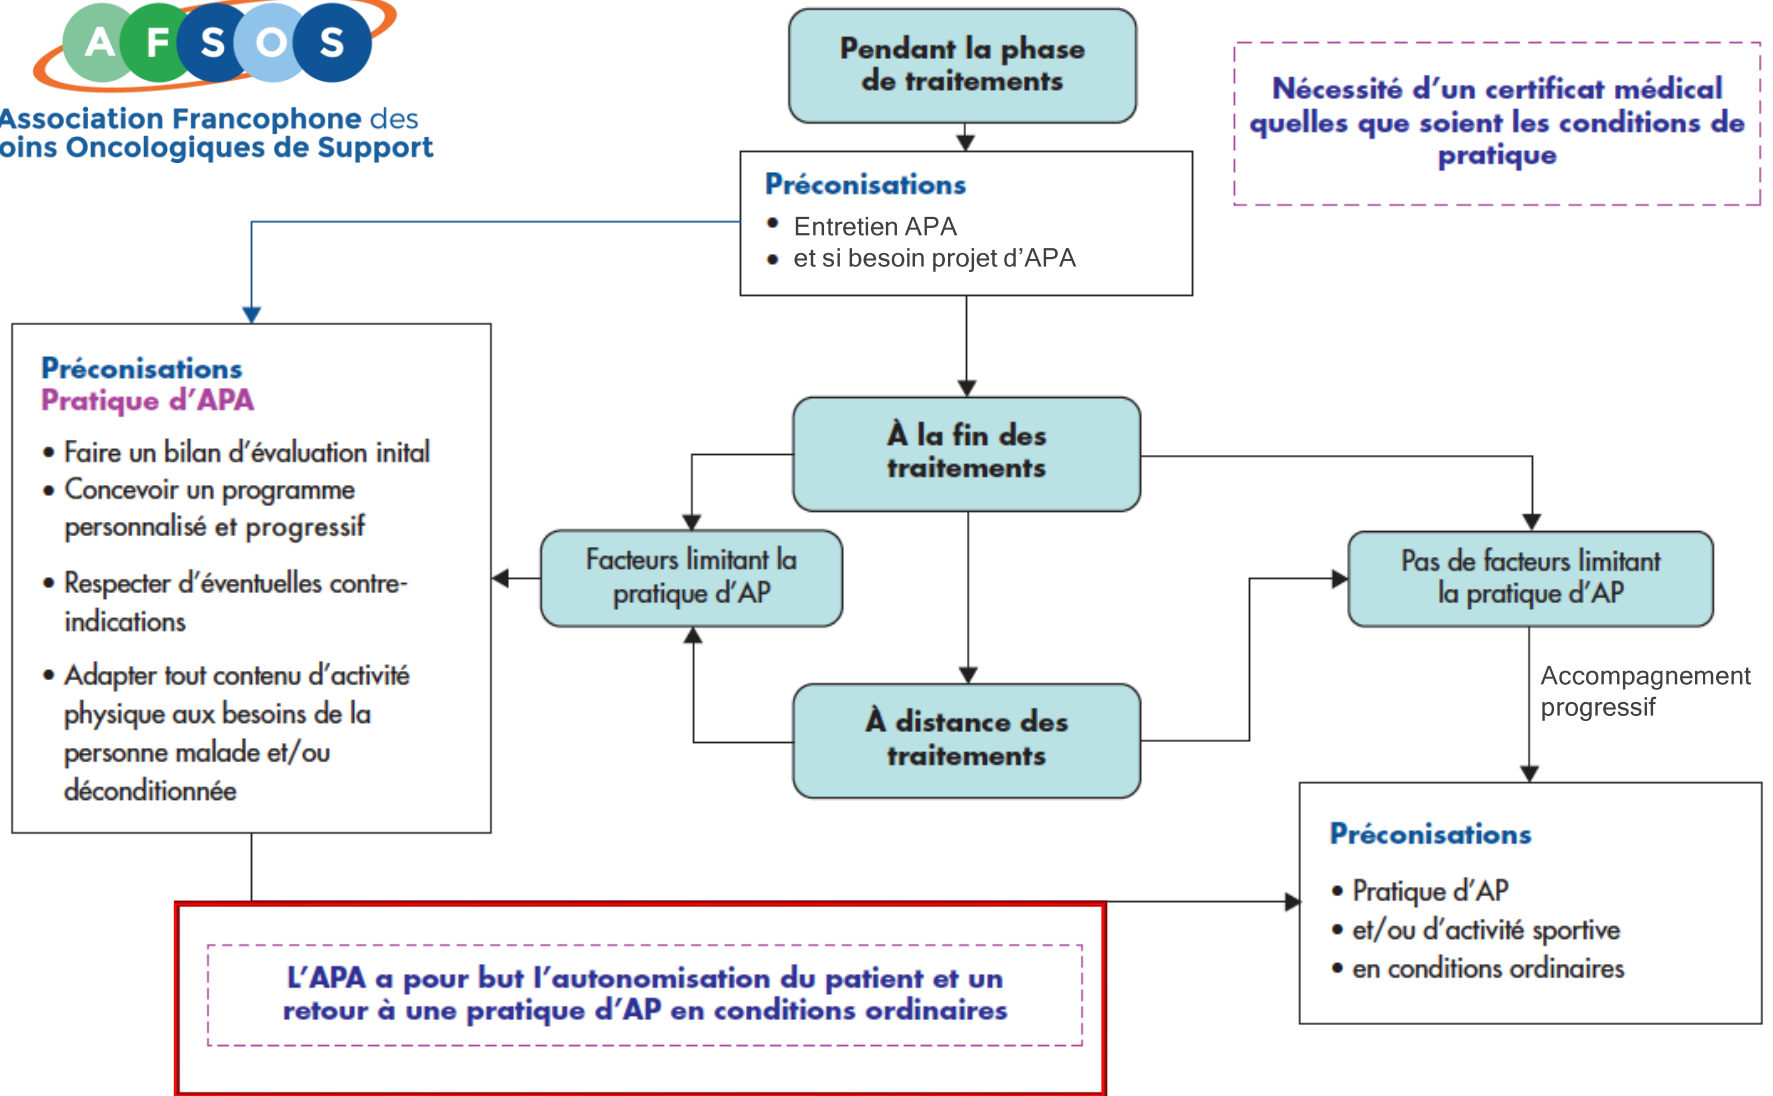 A F S O S
Association Francophone des
oins Oncologiques de Support
Pendant la phase
de traitements
Nécessité d'un certificat médical
quelles que soient les conditions de
pratique
Préconisations
• Entretien APA
• et si besoin projet d'APA
Préconisations
Pratique d'APA
• Faire un bilan d'évaluation inital
• Concevoir un programme
personnalisé et progressif
• Respecter d'éventuelles contre-
indications
• Adapter tout contenu d'activité
physique aux besoins de la
personne malade et/ou
déconditionnée
À la fin des
traitements
Facteurs limitant la
pratique d'AP
Pas de facteurs limitant
la pratique d'AP
À distance des
traitements
Accompagnement
progressif
Préconisations
• Pratique d'AP
• et/ou d'activité sportive
• en conditions ordinaires
L'APA a pour but l'autonomisation du patient et un
retour à une pratique d'AP en conditions ordinaires